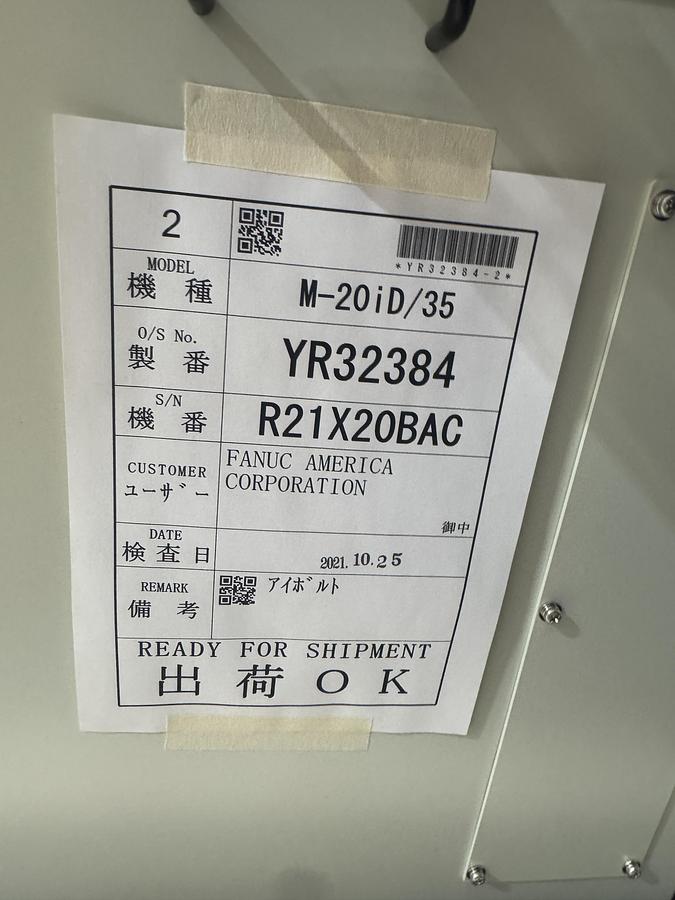 2
*YR32384-2*
MODEL
機種
M-20iD/35
O/S No.
製番
YR32384
S/N
機番
R21X20BAC
CUSTOMER
ユーザー
FANUC AMERICA
CORPORATION
御中
DATE
検査日
2021.10.25
REMARK
備考
アイボルト
READY FOR SHIPMENT
出荷OK